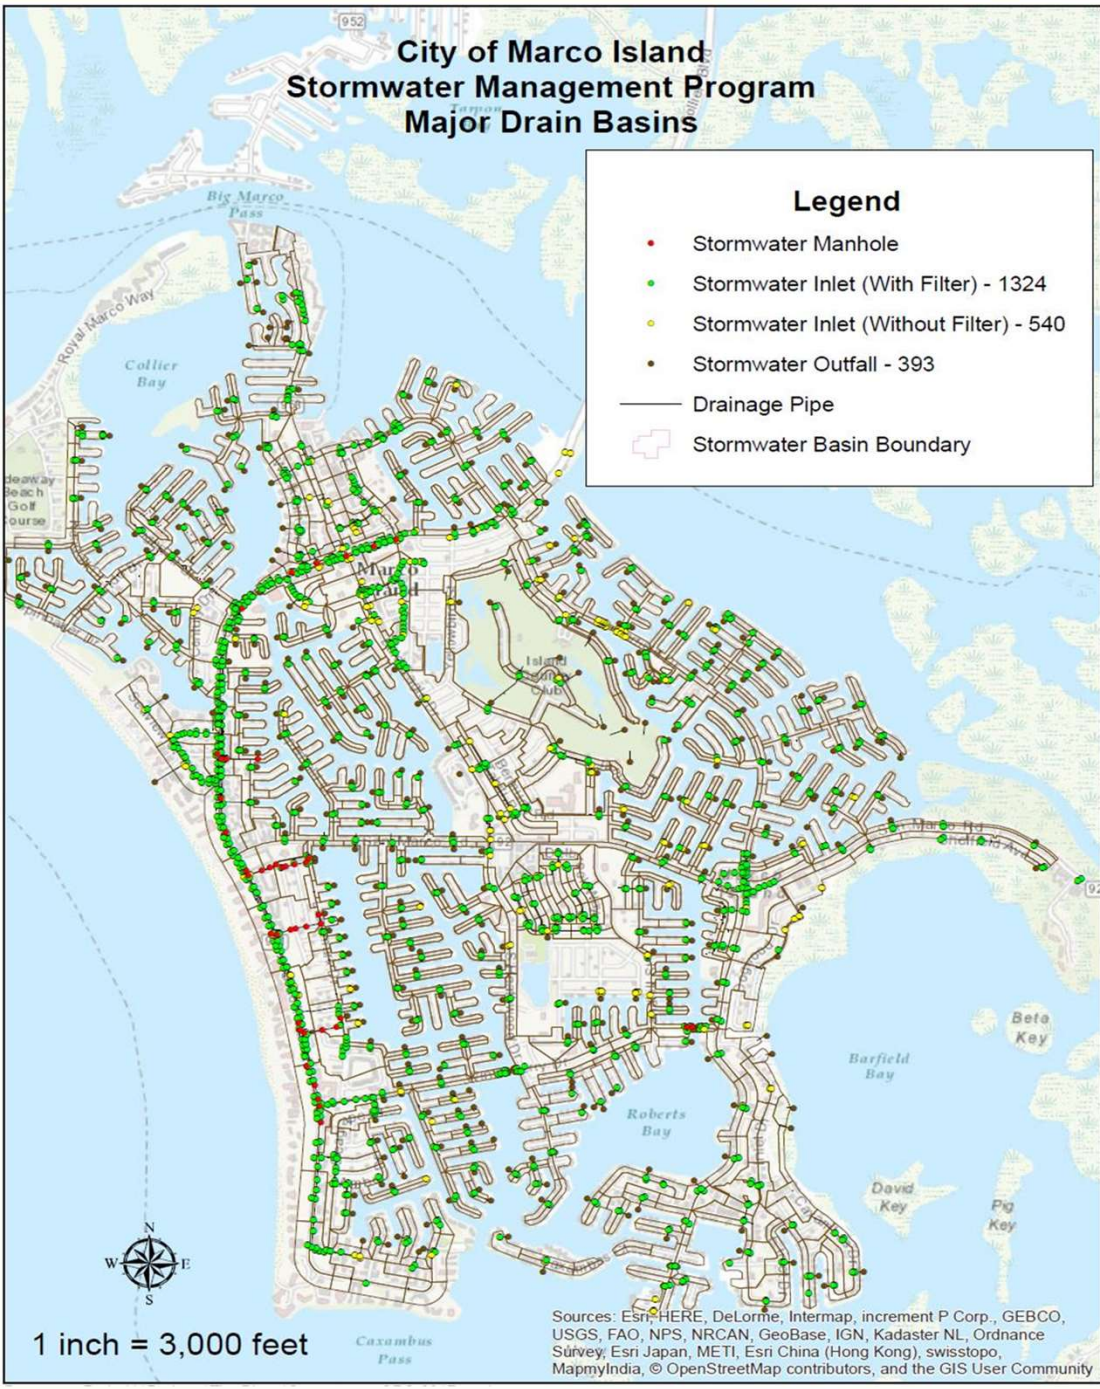 952
City of Marco Island
Stormwater Management Program
Major Drain Basins
Tarpon
Legend
Stormwater Manhole
Stormwater Inlet (With Filter) - 1324
Stormwater Inlet (Without Filter) - 540
Stormwater Outfall - 393
Drainage Pipe
Stormwater Basin Boundary
Big Marco
Pass
Royal Marco Way
Collier
Bay
Golf
Marco
Island
Club
Beta
Key
Barfield
Bay
Roberts
Bay
David
Key
Pig
Key
N
W
E
S
1 inch = 3,000 feet
Caxambus
Pass
Sources: Esri, HERE, DeLorme, Intermap, increment P Corp., GEBCO,
USGS, FAO, NPS, NRCAN, GeoBase, IGN, Kadaster NL, Ordnance
Survey, Esri Japan, METI, Esri China (Hong Kong), swisstopo,
MapmyIndia, © OpenStreetMap contributors, and the GIS User Community